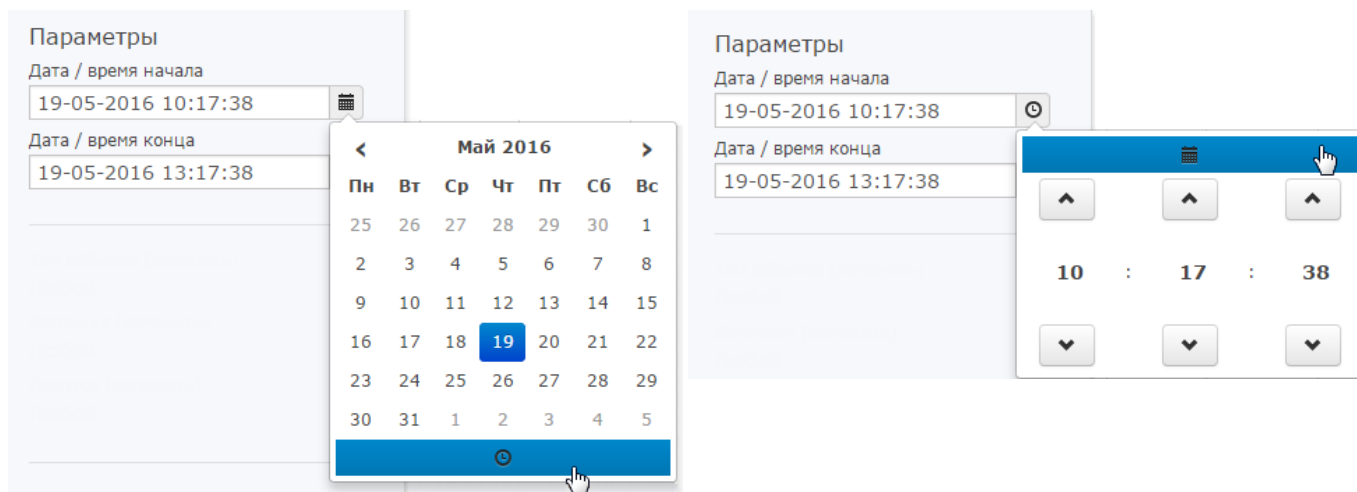 Параметры
Дата / время начала
19-05-2016 10:17:38
Дата / время конца
19-05-2016 13:17:38
Май 2016
Пн Вт Ср Чт Пт Сб Вс
25 26 27 28 29 30 1
2 3 4 5 6 7 8
9 10 11 12 13 14 15
16 17 18 19 20 21 22
23 24 25 26 27 28 29
30 31 1 2 3 4 5
Параметры
Дата / время начала
19-05-2016 10:17:38
Дата / время конца
19-05-2016 13:17:38
10 : 17 : 38